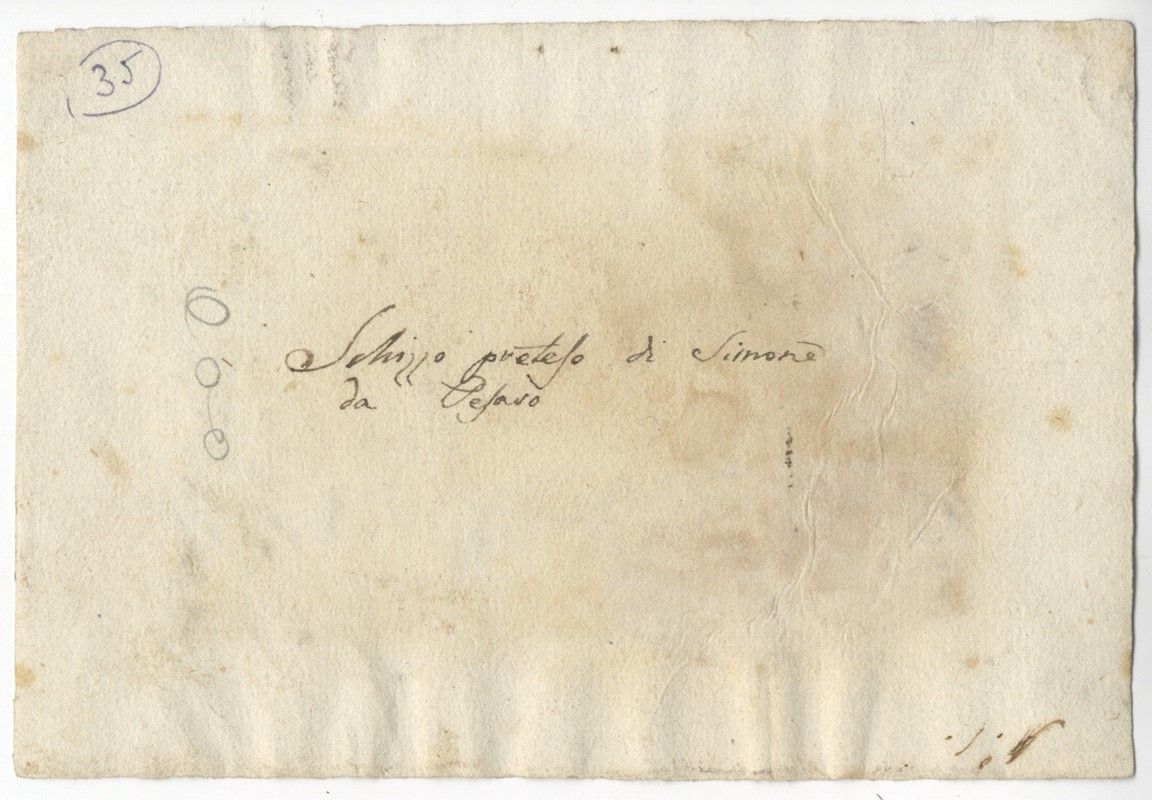 35
Schizzo preteso di Simone
da Pesaro